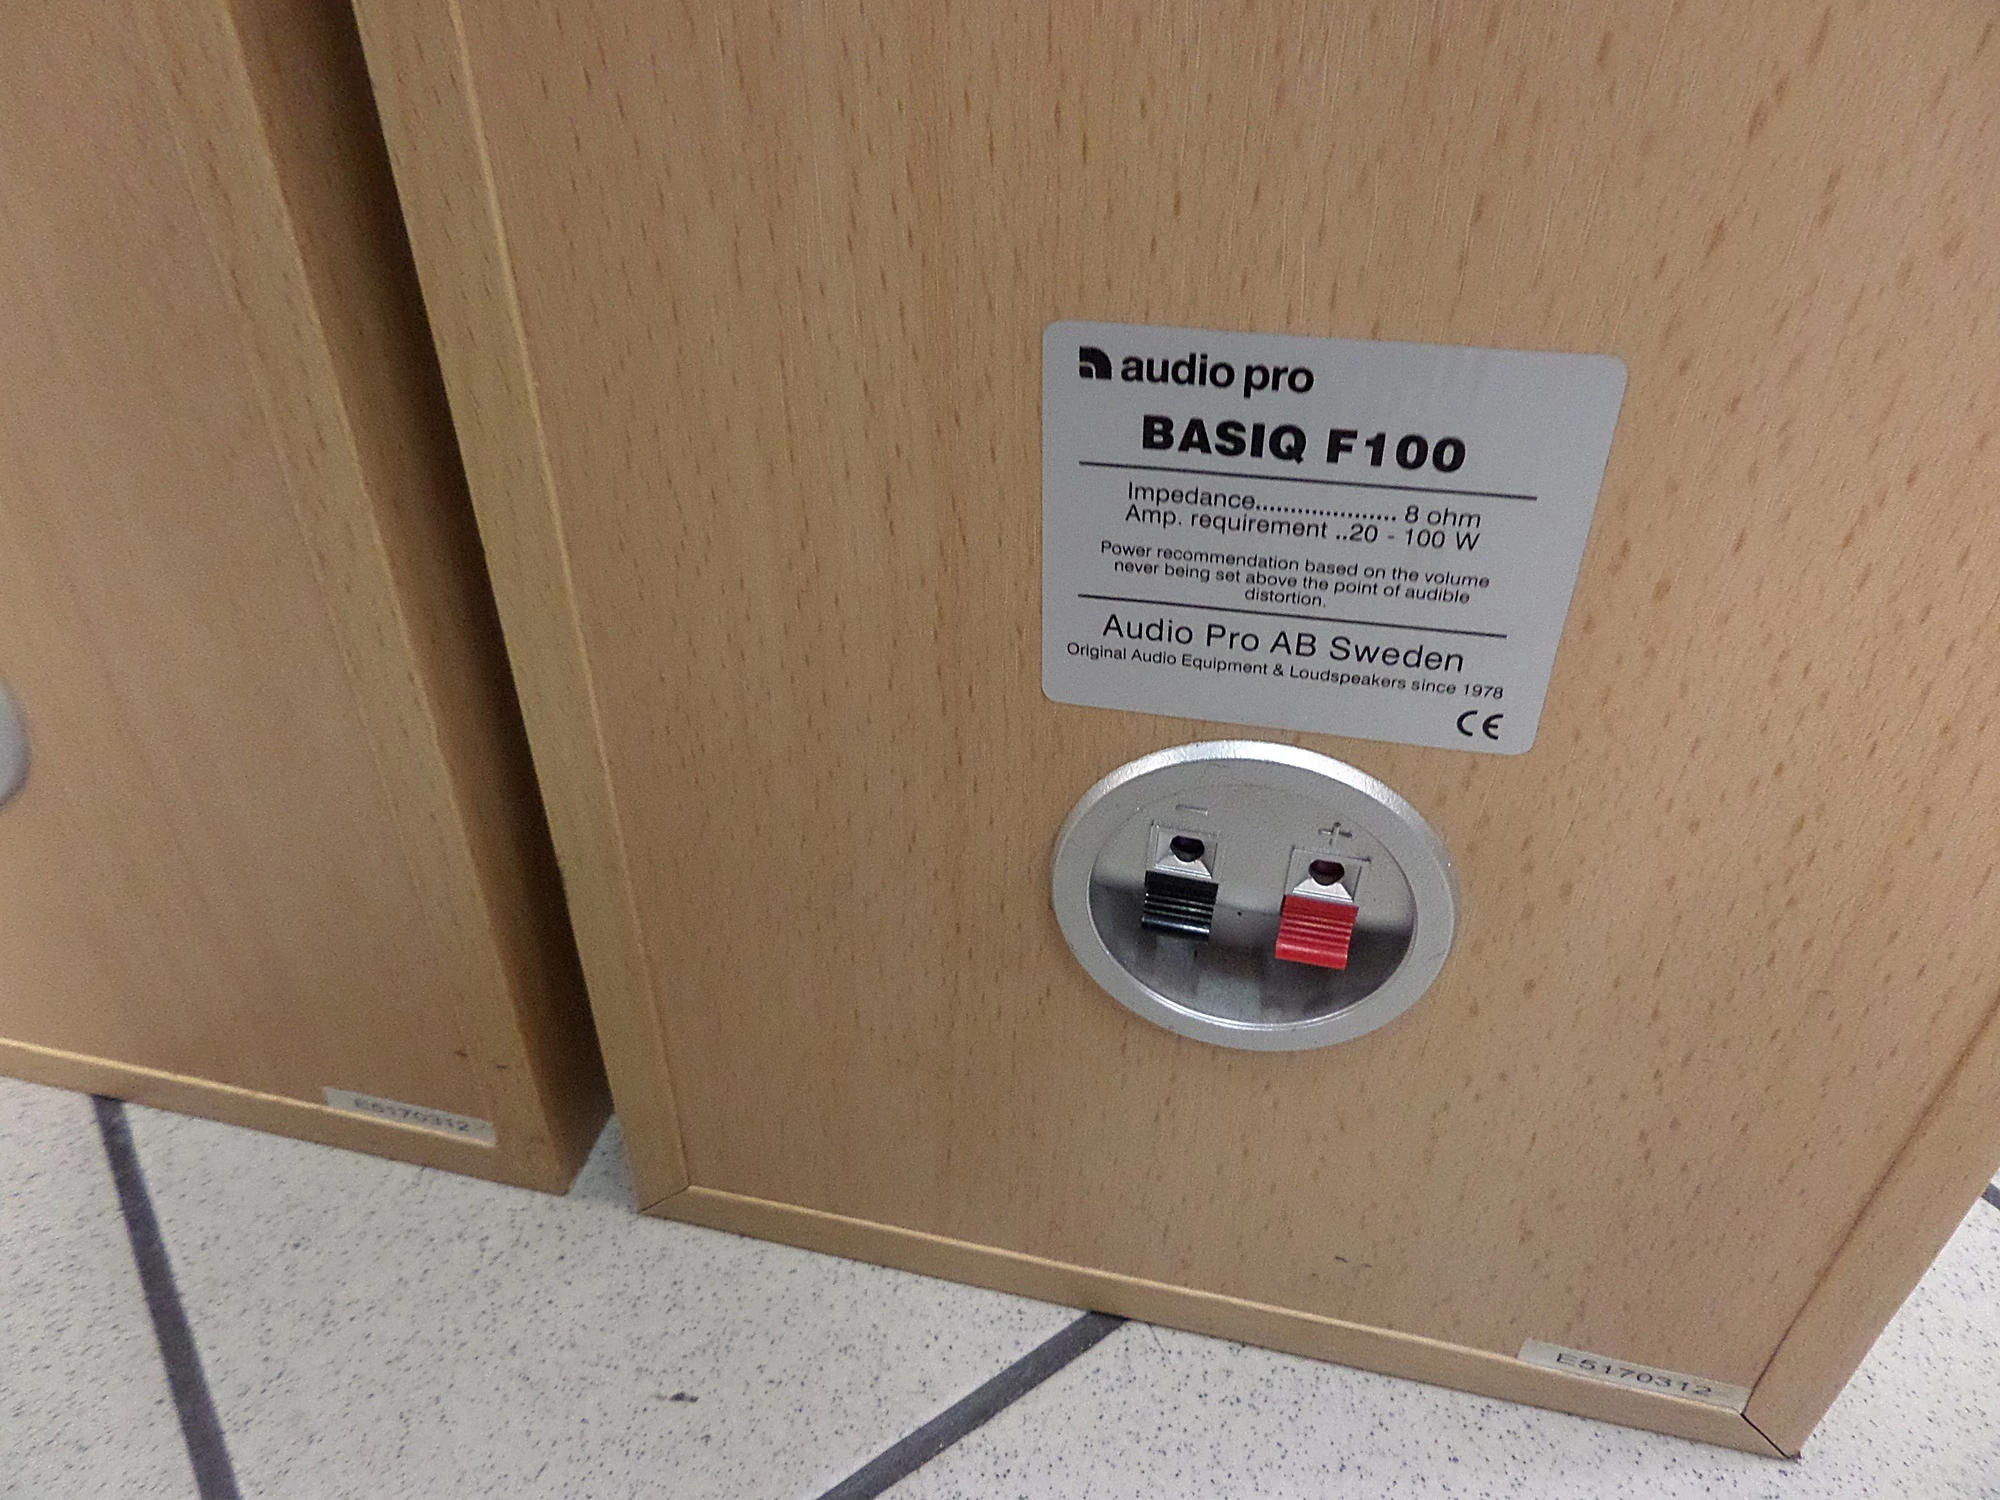 audio pro
BASIQ F100
Impedance..................... 8 ohm
Amp. requirement ..20 - 100 W
Power recommendation based on the volume
never being set above the point of audible
distortion.
Audio Pro AB Sweden
Original Audio Equipment & Loudspeakers since 1978
CE
- +
E5170312
E5170312